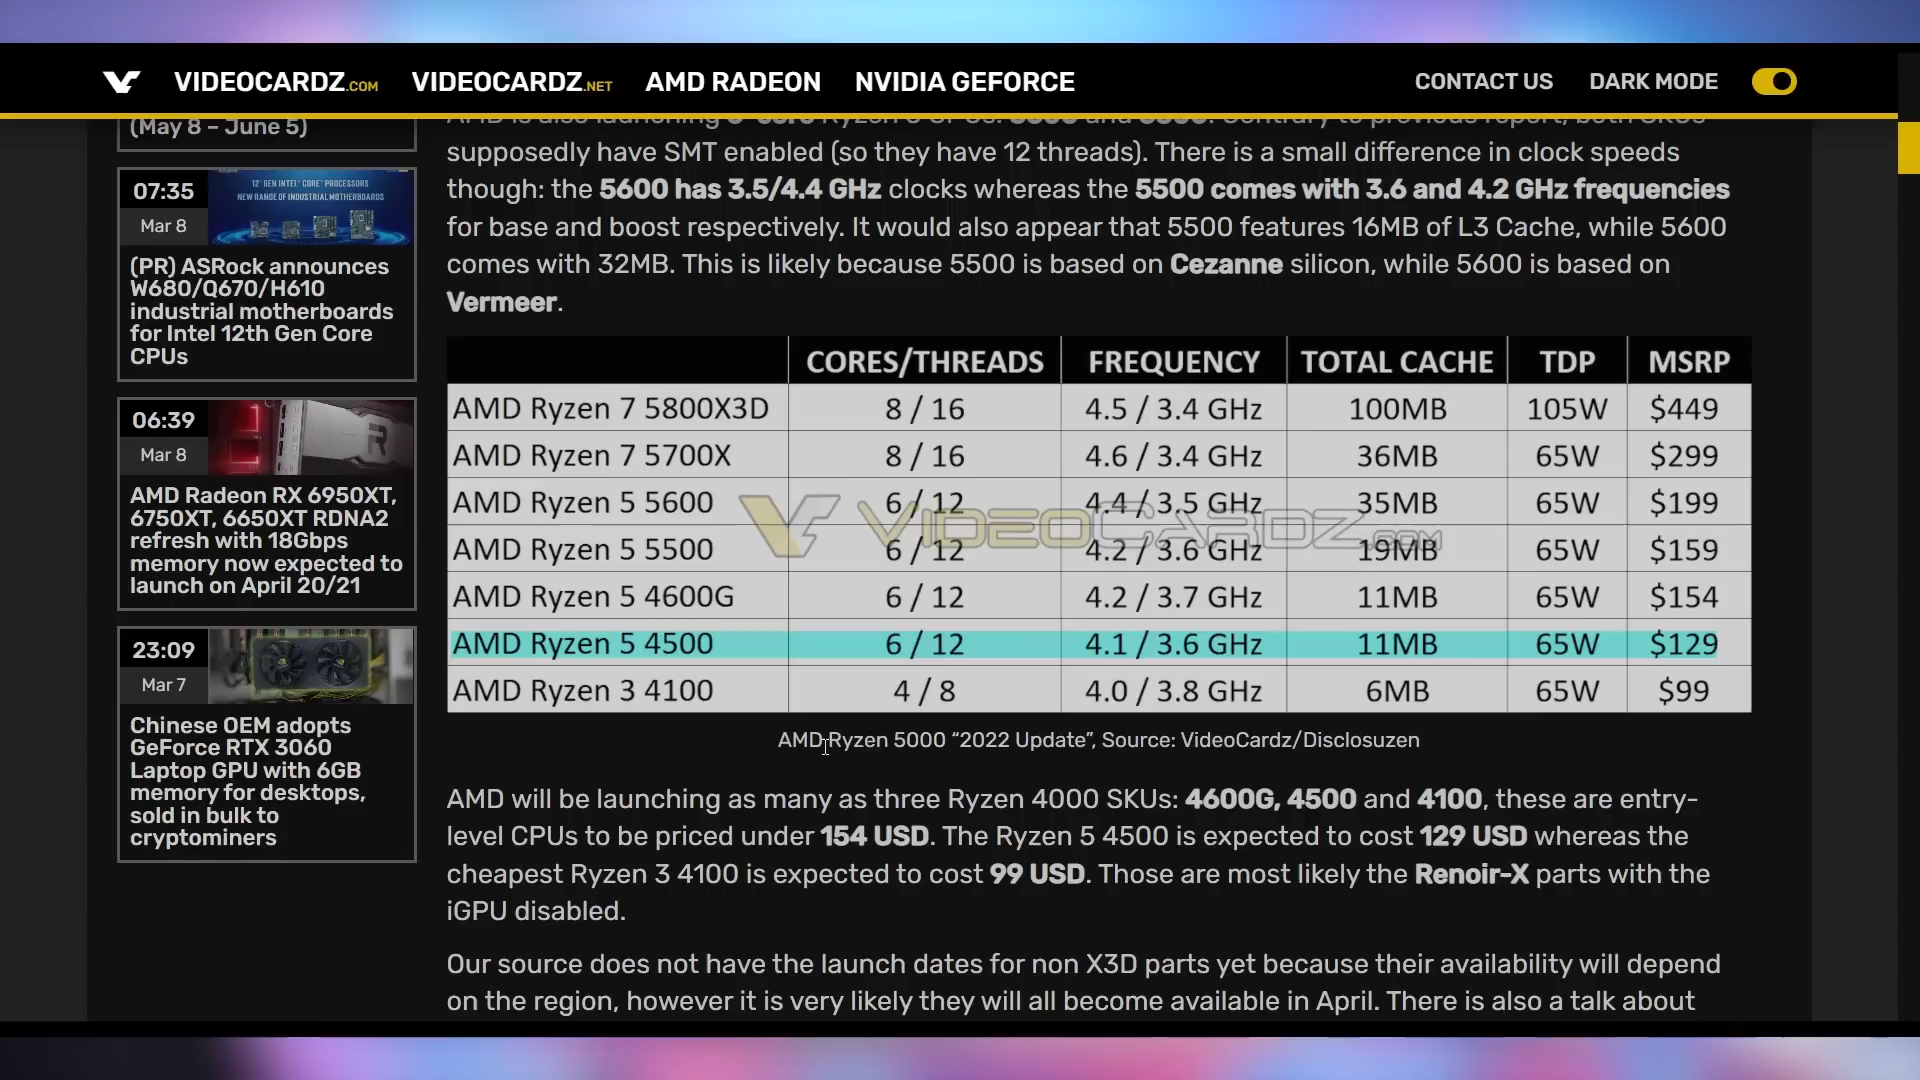 VIDEOCARDZ.COM VIDEOCARDZ.NET AMD RADEON NVIDIA GEFORCE CONTACT US DARK MODE
(May 8 – June 5)
07:35
Mar 8
12th GEN INTEL® CORE™ PROCESSORS
NEW RANGE OF INDUSTRIAL MOTHERBOARDS
(PR) ASRock announces
W680/Q670/H610
industrial motherboards
for Intel 12th Gen Core
CPUs
06:39
Mar 8
AMD Radeon RX 6950XT,
6750XT, 6650XT RDNA2
refresh with 18Gbps
memory now expected to
launch on April 20/21
23:09
Mar 7
Chinese OEM adopts
GeForce RTX 3060
Laptop GPU with 6GB
memory for desktops,
sold in bulk to
cryptominers
supposedly have SMT enabled (so they have 12 threads). There is a small difference in clock speeds
though: the 5600 has 3.5/4.4 GHz clocks whereas the 5500 comes with 3.6 and 4.2 GHz frequencies
for base and boost respectively. It would also appear that 5500 features 16MB of L3 Cache, while 5600
comes with 32MB. This is likely because 5500 is based on Cezanne silicon, while 5600 is based on
Vermeer.
CORES/THREADS FREQUENCY TOTAL CACHE TDP MSRP
AMD Ryzen 7 5800X3D 8 / 16 4.5 / 3.4 GHz 100MB 105W $449
AMD Ryzen 7 5700X 8 / 16 4.6 / 3.4 GHz 36MB 65W $299
AMD Ryzen 5 5600 6 / 12 4.4 / 3.5 GHz 35MB 65W $199
VIDEOCARDZ.COM
AMD Ryzen 5 5500 6 / 12 4.2 / 3.6 GHz 19MB 65W $159
AMD Ryzen 5 4600G 6 / 12 4.2 / 3.7 GHz 11MB 65W $154
AMD Ryzen 5 4500 6 / 12 4.1 / 3.6 GHz 11MB 65W $129
AMD Ryzen 3 4100 4 / 8 4.0 / 3.8 GHz 6MB 65W $99
AMD Ryzen 5000 “2022 Update”, Source: VideoCardz/Disclosuzen
AMD will be launching as many as three Ryzen 4000 SKUs: 4600G, 4500 and 4100, these are entry-
level CPUs to be priced under 154 USD. The Ryzen 5 4500 is expected to cost 129 USD whereas the
cheapest Ryzen 3 4100 is expected to cost 99 USD. Those are most likely the Renoir-X parts with the
iGPU disabled.
Our source does not have the launch dates for non X3D parts yet because their availability will depend
on the region, however it is very likely they will all become available in April. There is also a talk about